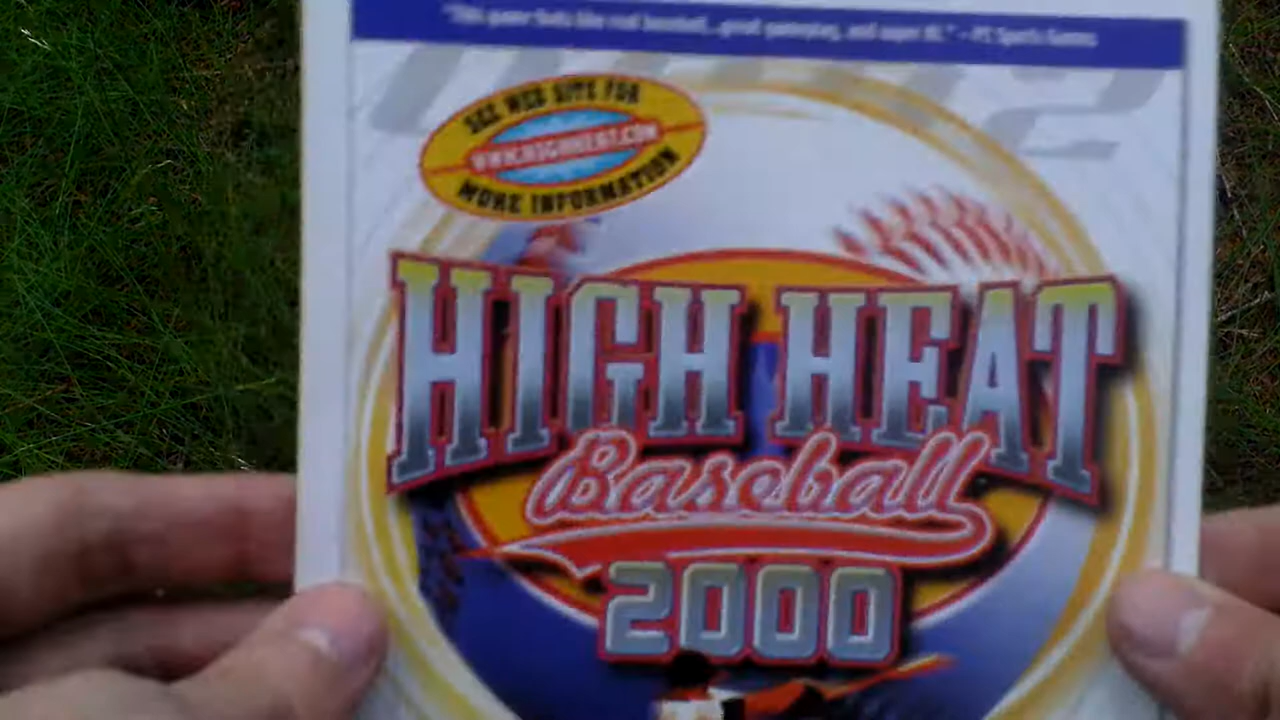 "This game feels like real baseball...great gameplay, and super AI." - PC Sports Games
SEE WEB SITE FOR
WWW.HIGHHEAT.COM
MORE INFORMATION
HIGH HEAT
Baseball
2000